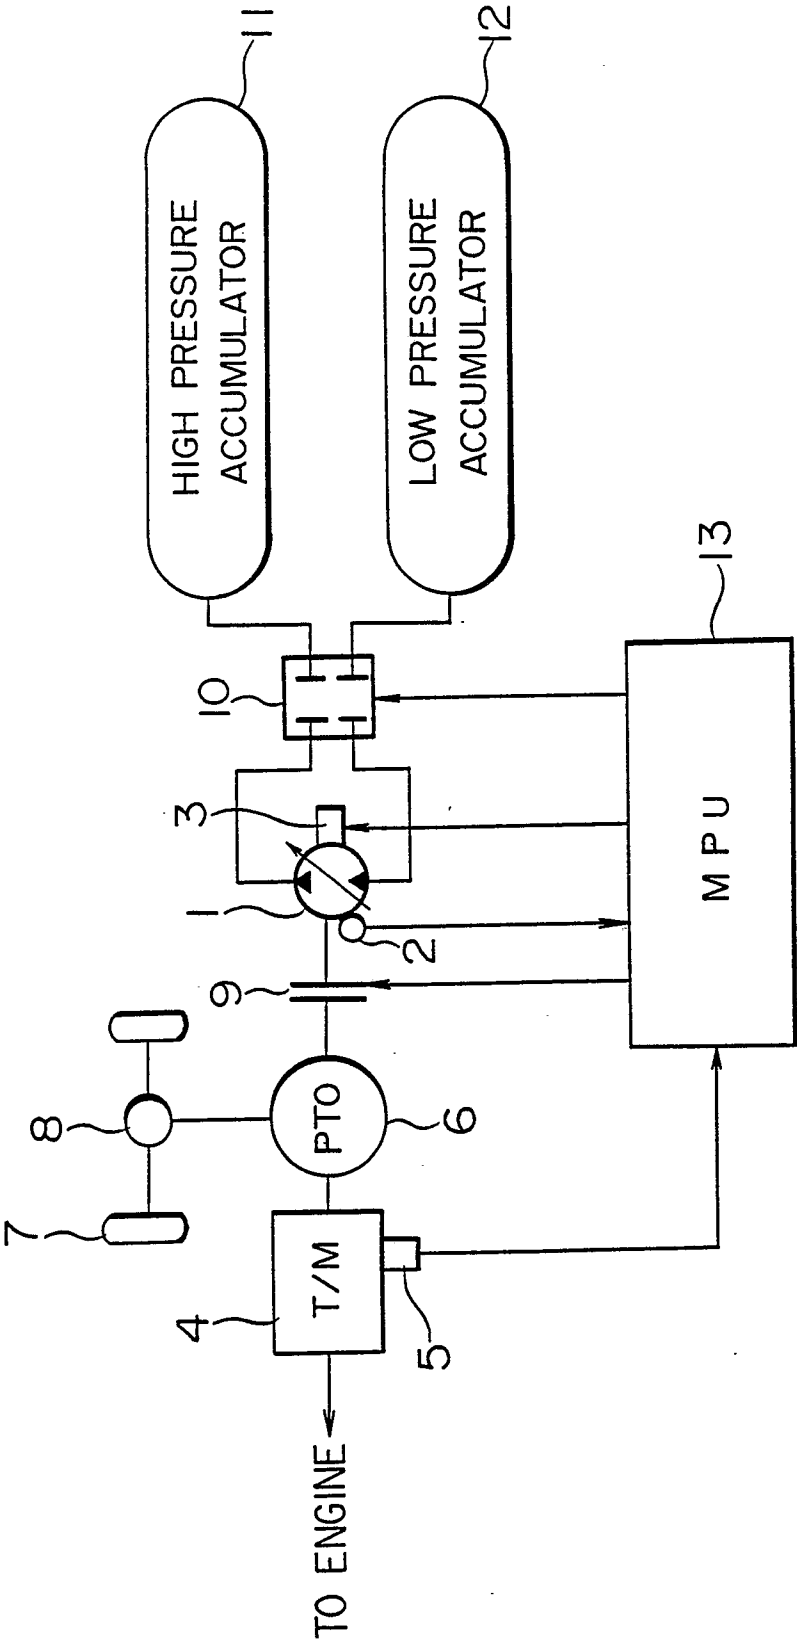 11
HIGH PRESSURE
ACCUMULATOR
12
LOW PRESSURE
ACCUMULATOR
10
3
1
2
9
13
MPU
8
7
PTO
6
4
T/M
5
TO ENGINE